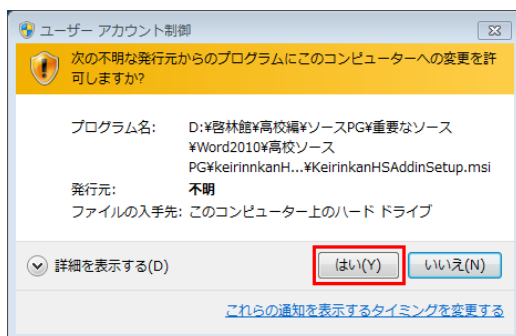 ユーザー アカウント制御
次の不明な発行元からのプログラムにこのコンピューターへの変更を許
可しますか?
プログラム名: D:¥啓林館¥高校編¥ソースPG¥重要なソース
¥Word2010¥高校ソース
PG¥keirinnkanH...¥KeirinkanHSAddinSetup.msi
発行元: 不明
ファイルの入手先: このコンピューター上のハード ドライブ
詳細を表示する(D) はい(Y) いいえ(N)
これらの通知を表示するタイミングを変更する